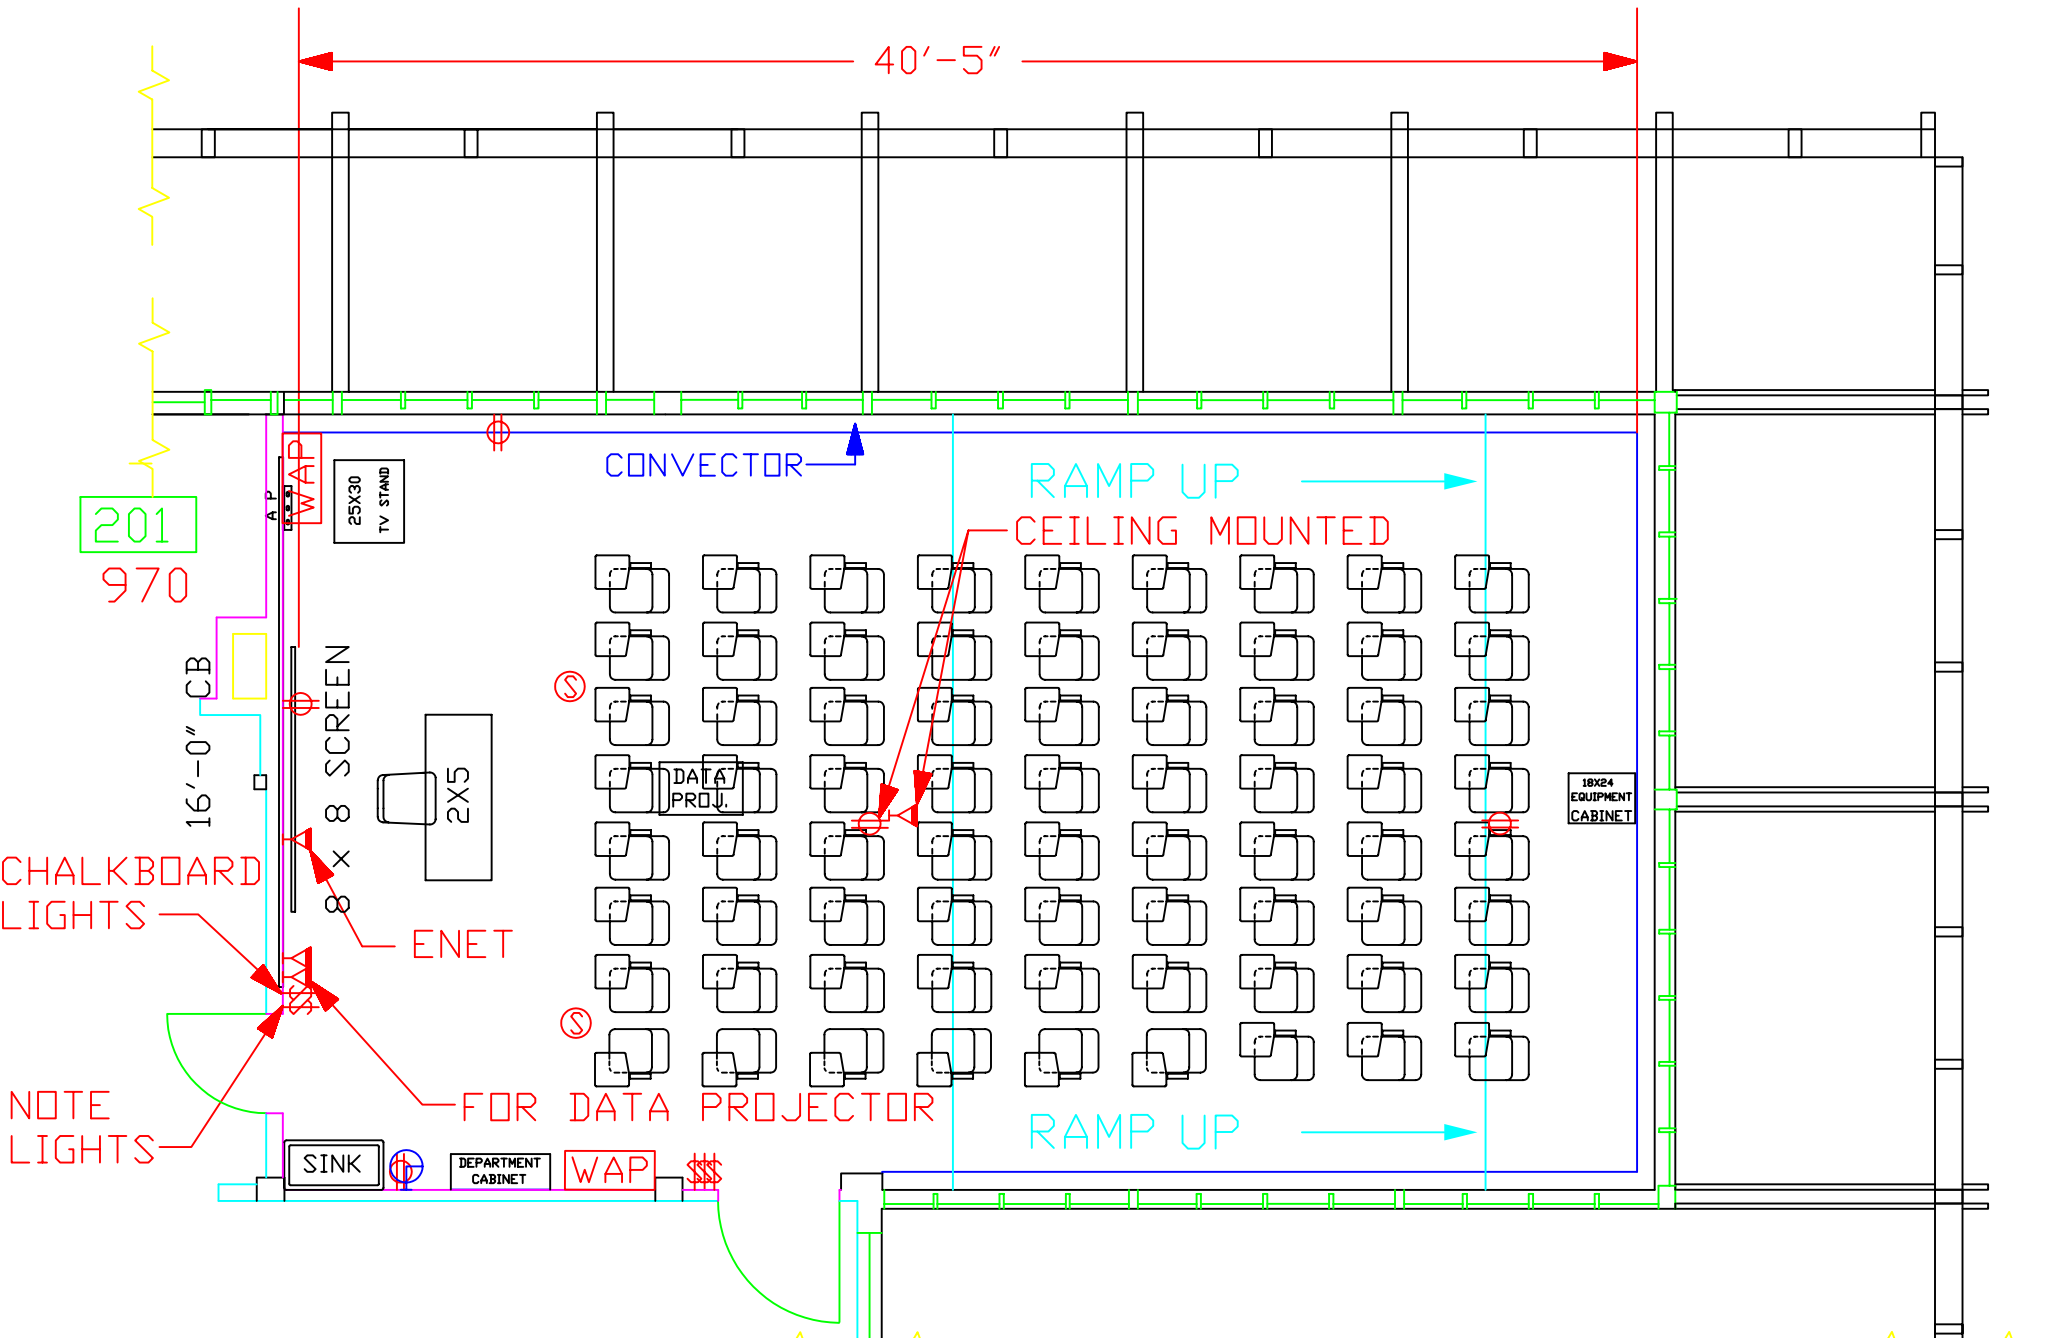 40'-5"
WAP
A P
25X30
TV STAND
CONVECTOR
RAMP UP
CEILING MOUNTED
201
970
16'-0" CB
8 x 8 SCREEN
2X5
S
DATA
PROJ.
18X24
EQUIPMENT
CABINET
CHALKBOARD
LIGHTS
ENET
SS
S
NOTE
LIGHTS
FOR DATA PROJECTOR
RAMP UP
SINK
DEPARTMENT
CABINET
WAP
SSS